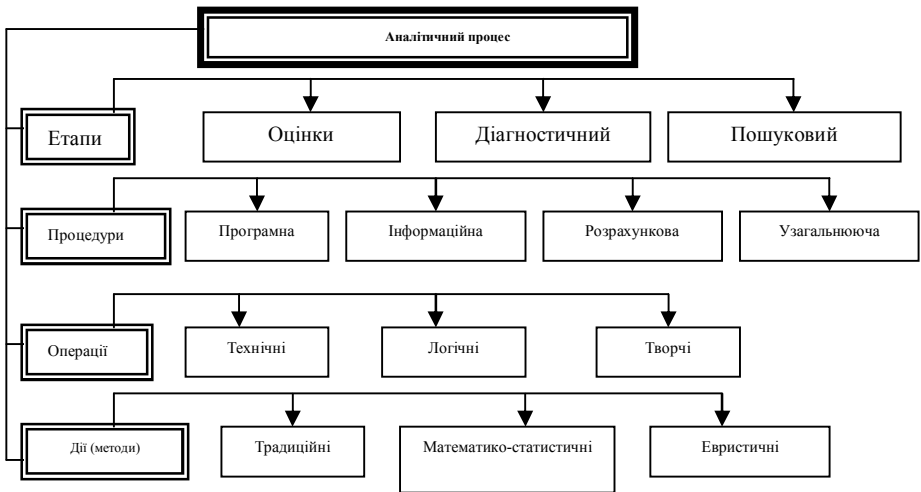 Аналітичний процес
Етапи
Оцінки
Діагностичний
Пошуковий
Процедури
Програмна
Інформаційна
Розрахункова
Узагальнююча
Операції
Технічні
Логічні
Творчі
Дії (методи)
Традиційні
Математико-статистичні
Евристичні